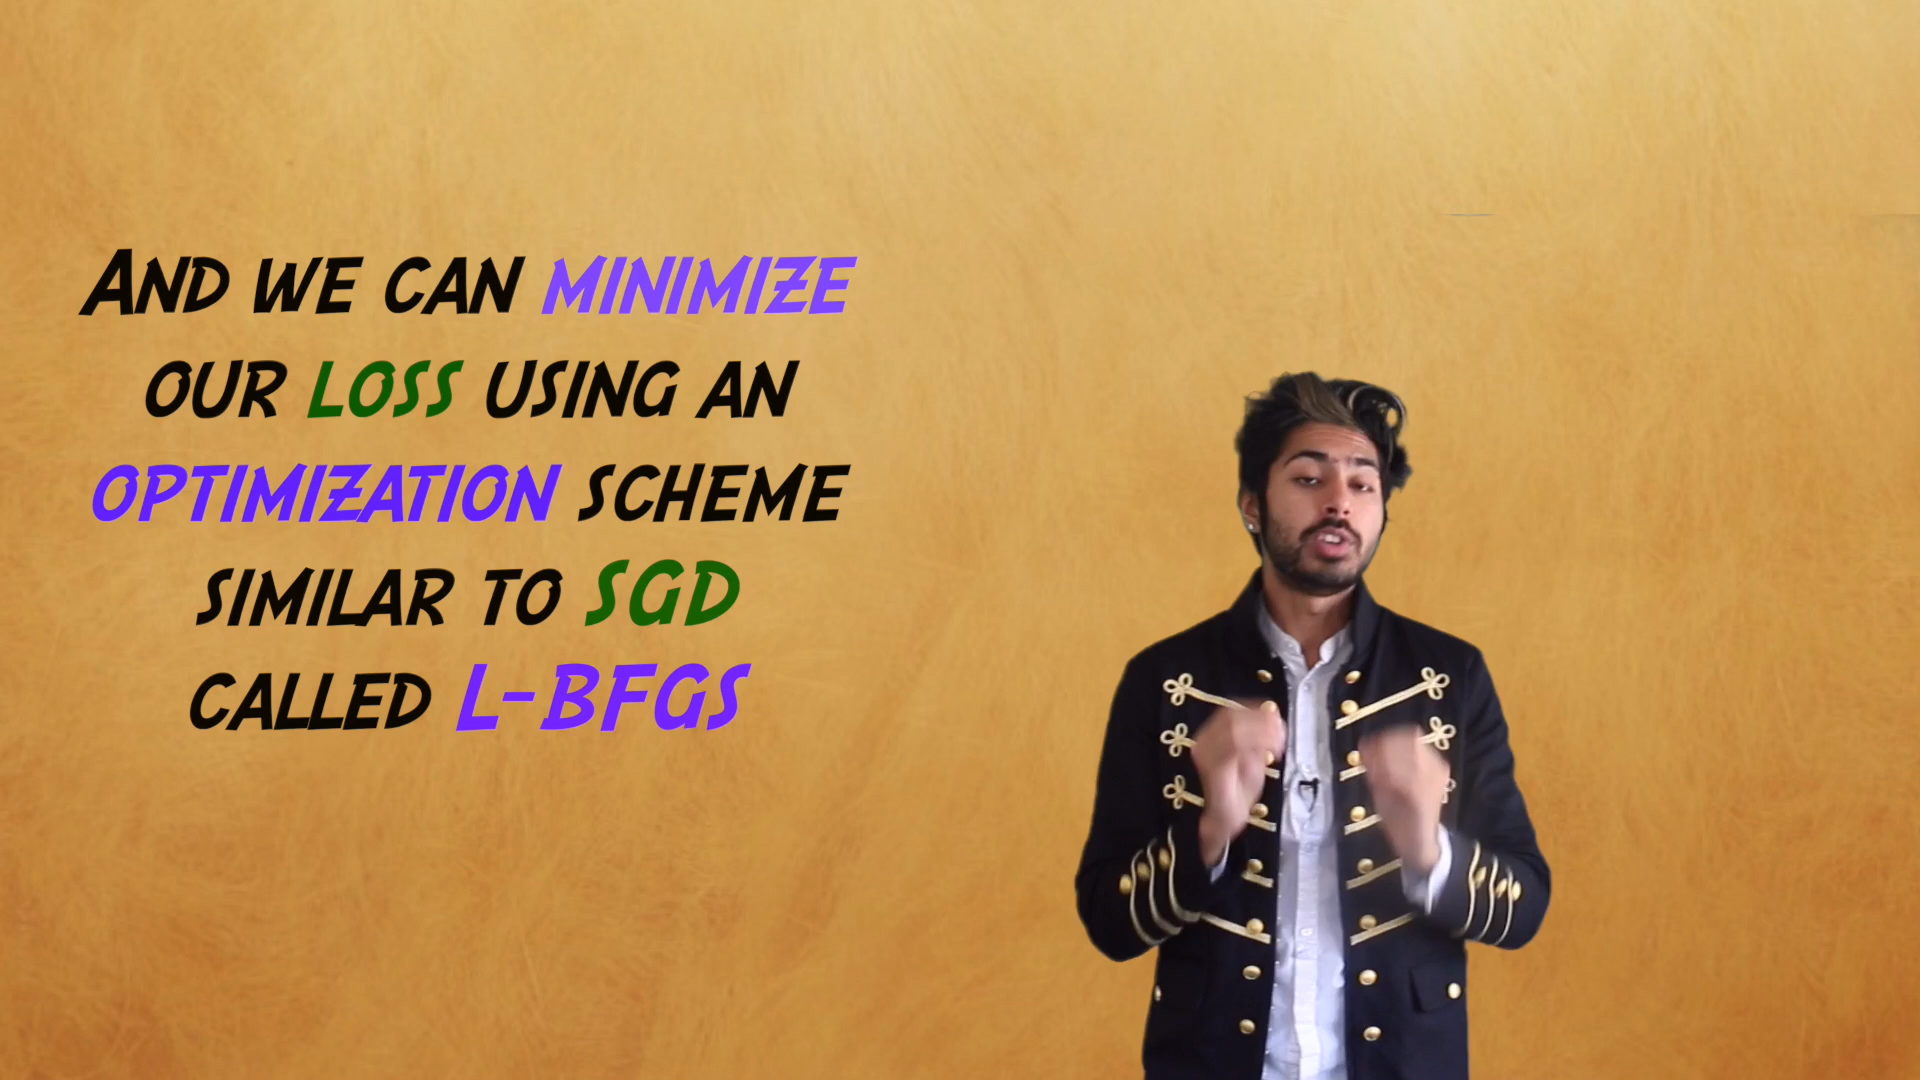 And we can minimize
our loss using an
optimization scheme
similar to SGD
called L-BFGS